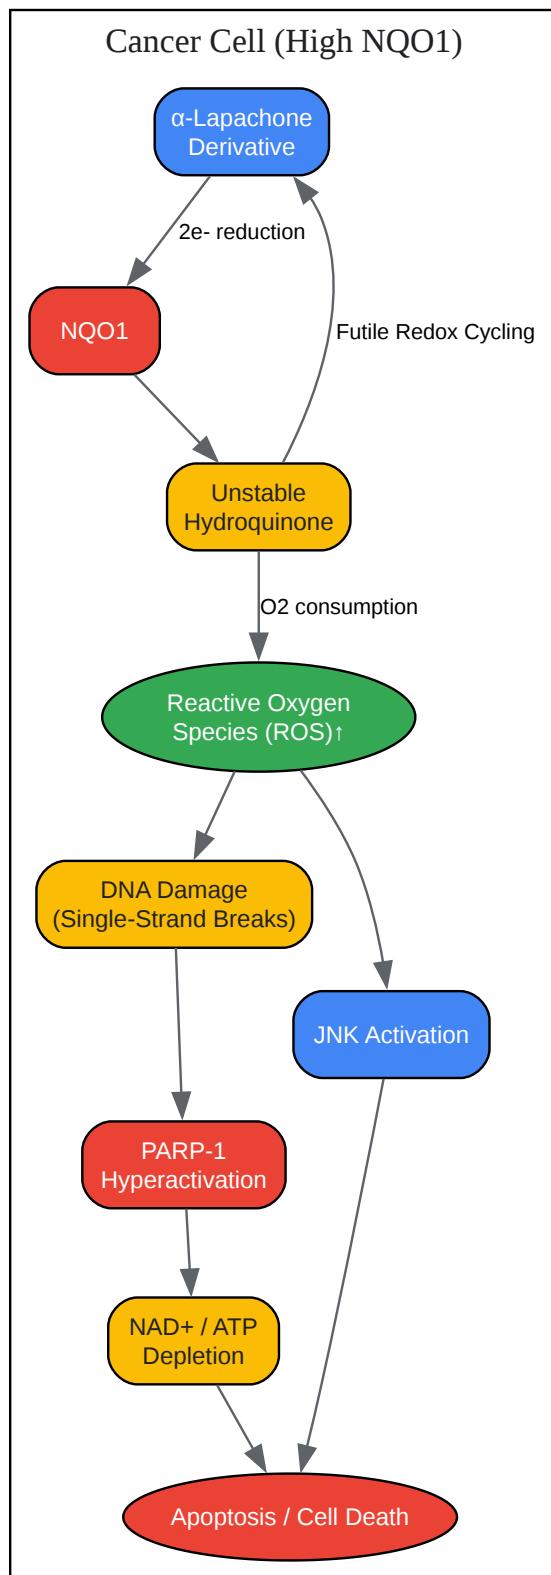 Cancer Cell (High NQO1)
α-Lapachone
Derivative
2e- reduction
NQO1
Futile Redox Cycling
Unstable
Hydroquinone
O2 consumption
Reactive Oxygen
Species (ROS)↑
DNA Damage
(Single-Strand Breaks)
JNK Activation
PARP-1
Hyperactivation
NAD+ / ATP
Depletion
Apoptosis / Cell Death